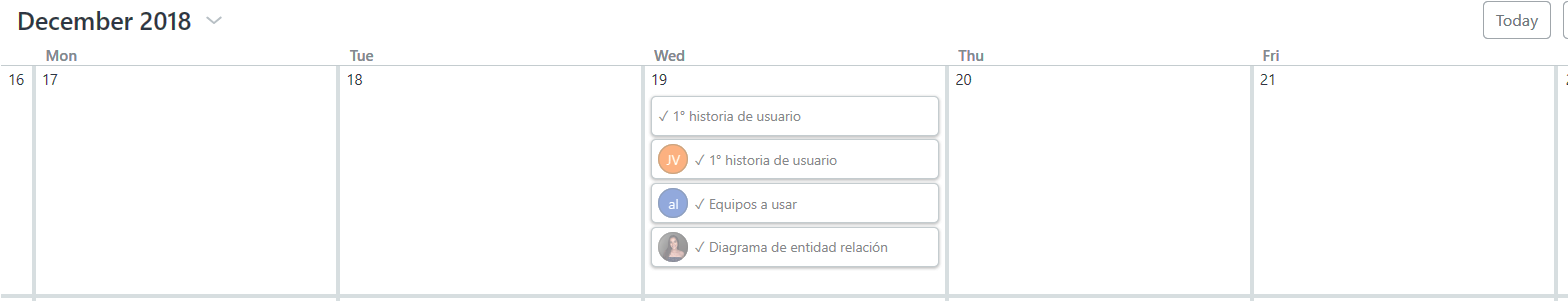 December 2018
Today
Mon Tue Wed Thu Fri
16 17 18 19 20 21
✓ 1° historia de usuario
JV ✓ 1° historia de usuario
al ✓ Equipos a usar
✓ Diagrama de entidad relación